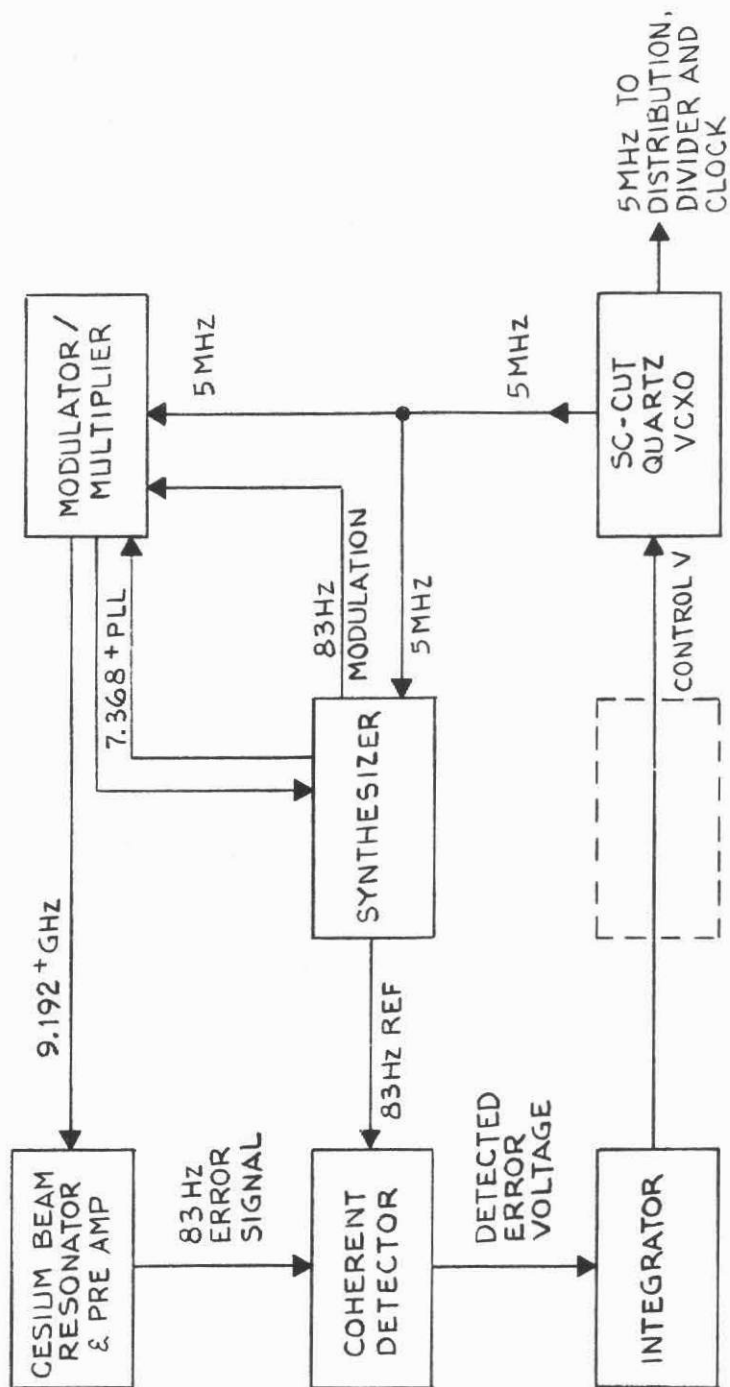 CESIUM BEAM
RESONATOR
& PRE AMP
9.192+GHz
MODULATOR/
MULTIPLIER
7.368+PLL
83Hz
MODULATION
5MHz
83Hz
ERROR
SIGNAL
COHERENT
DETECTOR
83Hz REF
SYNTHESIZER
5MHz
5MHz
DETECTED
ERROR
VOLTAGE
INTEGRATOR
CONTROL V
SC-CUT
QUARTZ
VCXO
5MHz TO
DISTRIBUTION,
DIVIDER AND
CLOCK